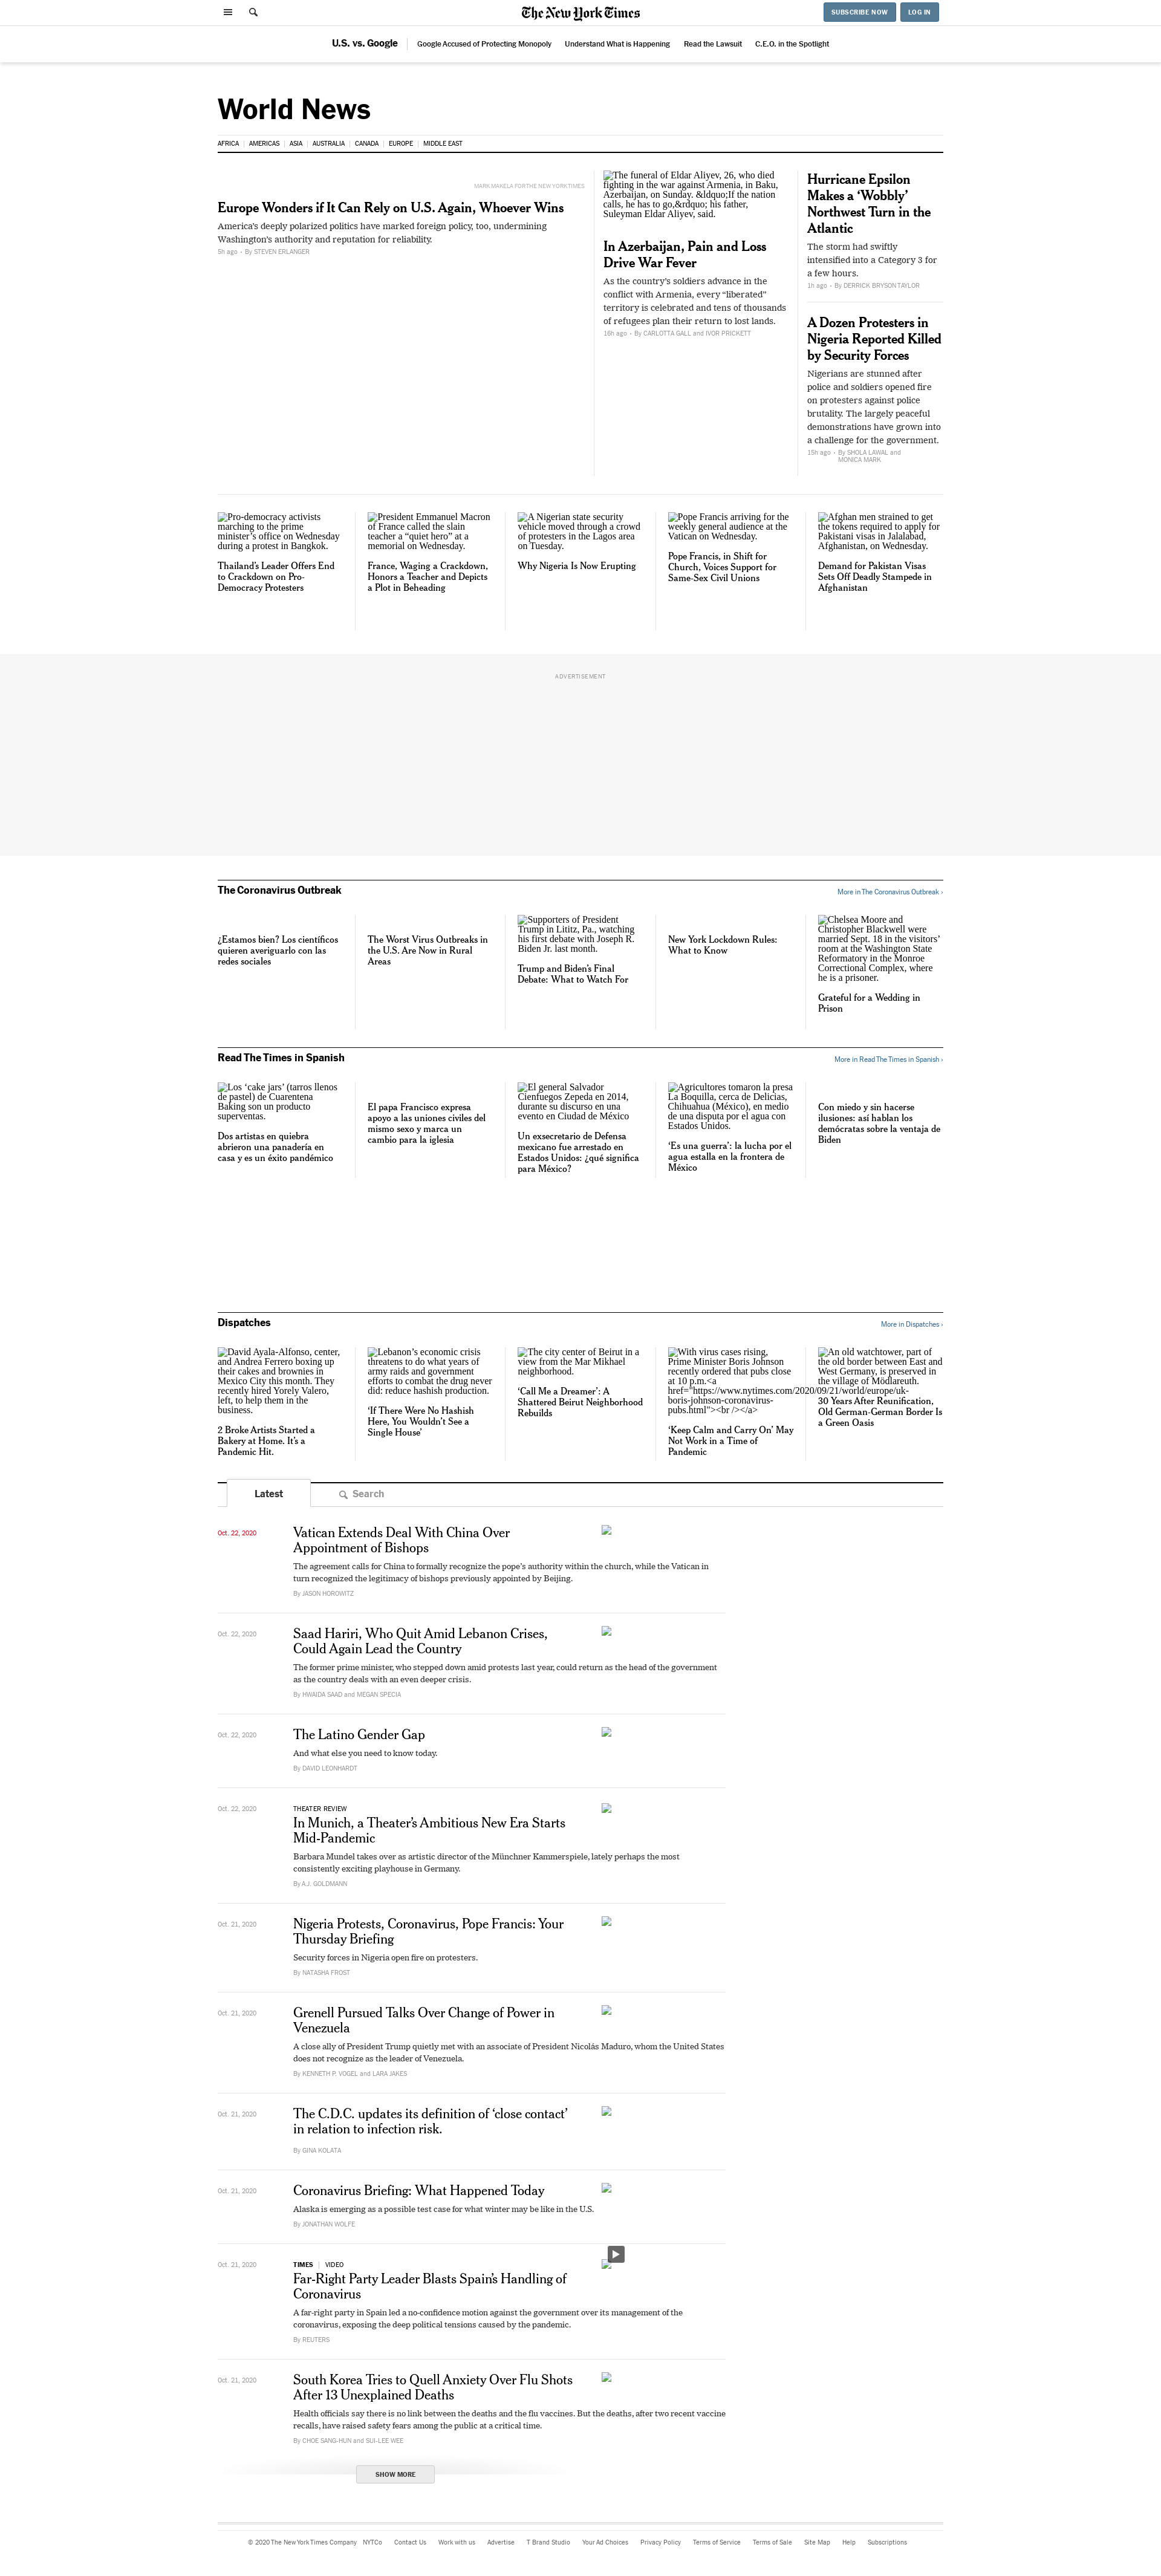 The New York Times
SUBSCRIBE NOW
LOG IN
U.S. vs. Google
Google Accused of Protecting Monopoly
Understand What is Happening
Read the Lawsuit
C.E.O. in the Spotlight
World News
AFRICA
AMERICAS
ASIA
AUSTRALIA
CANADA
EUROPE
MIDDLE EAST
MARK MAKELA FOR THE NEW YORK TIMES
Europe Wonders if It Can Rely on U.S. Again, Whoever Wins
America’s deeply polarized politics have marked foreign policy, too, undermining
Washington’s authority and reputation for reliability.
5h ago • By STEVEN ERLANGER
The funeral of Eldar Aliyev, 26, who died
fighting in the war against Armenia, in Baku,
Azerbaijan, on Sunday. &ldquo;If the nation
calls, he has to go,&rdquo; his father,
Suleyman Eldar Aliyev, said.
In Azerbaijan, Pain and Loss
Drive War Fever
As the country’s soldiers advance in the
conflict with Armenia, every “liberated”
territory is celebrated and tens of thousands
of refugees plan their return to lost lands.
16h ago • By CARLOTTA GALL and IVOR PRICKETT
Hurricane Epsilon
Makes a ‘Wobbly’
Northwest Turn in the
Atlantic
The storm had swiftly
intensified into a Category 3 for
a few hours.
1h ago • By DERRICK BRYSON TAYLOR
A Dozen Protesters in
Nigeria Reported Killed
by Security Forces
Nigerians are stunned after
police and soldiers opened fire
on protesters against police
brutality. The largely peaceful
demonstrations have grown into
a challenge for the government.
15h ago • By SHOLA LAWAL and
MONICA MARK
Pro-democracy activists
marching to the prime
minister’s office on Wednesday
during a protest in Bangkok.
Thailand’s Leader Offers End
to Crackdown on Pro-
Democracy Protesters
President Emmanuel Macron
of France called the slain
teacher a “quiet hero” at a
memorial on Wednesday.
France, Waging a Crackdown,
Honors a Teacher and Depicts
a Plot in Beheading
A Nigerian state security
vehicle moved through a crowd
of protesters in the Lagos area
on Tuesday.
Why Nigeria Is Now Erupting
Pope Francis arriving for the
weekly general audience at the
Vatican on Wednesday.
Pope Francis, in Shift for
Church, Voices Support for
Same-Sex Civil Unions
Afghan men strained to get
the tokens required to apply for
Pakistani visas in Jalalabad,
Afghanistan, on Wednesday.
Demand for Pakistan Visas
Sets Off Deadly Stampede in
Afghanistan
ADVERTISEMENT
The Coronavirus Outbreak
More in The Coronavirus Outbreak ›
¿Estamos bien? Los científicos
quieren averiguarlo con las
redes sociales
The Worst Virus Outbreaks in
the U.S. Are Now in Rural
Areas
Supporters of President
Trump in Lititz, Pa., watching
his first debate with Joseph R.
Biden Jr. last month.
Trump and Biden’s Final
Debate: What to Watch For
New York Lockdown Rules:
What to Know
Chelsea Moore and
Christopher Blackwell were
married Sept. 18 in the visitors’
room at the Washington State
Reformatory in the Monroe
Correctional Complex, where
he is a prisoner.
Grateful for a Wedding in
Prison
Read The Times in Spanish
More in Read The Times in Spanish ›
Los ‘cake jars’ (tarros llenos
de pastel) de Cuarentena
Baking son un producto
superventas.
Dos artistas en quiebra
abrieron una panadería en
casa y es un éxito pandémico
El papa Francisco expresa
apoyo a las uniones civiles del
mismo sexo y marca un
cambio para la iglesia
El general Salvador
Cienfuegos Zepeda en 2014,
durante su discurso en una
evento en Ciudad de México
Un exsecretario de Defensa
mexicano fue arrestado en
Estados Unidos: ¿qué significa
para México?
Agricultores tomaron la presa
La Boquilla, cerca de Delicias,
Chihuahua (México), en medio
de una disputa por el agua con
Estados Unidos.
‘Es una guerra’: la lucha por el
agua estalla en la frontera de
México
Con miedo y sin hacerse
ilusiones: así hablan los
demócratas sobre la ventaja de
Biden
Dispatches
More in Dispatches ›
David Ayala-Alfonso, center,
and Andrea Ferrero boxing up
their cakes and brownies in
Mexico City this month. They
recently hired Yorely Valero,
left, to help them in the
business.
2 Broke Artists Started a
Bakery at Home. It’s a
Pandemic Hit.
Lebanon’s economic crisis
threatens to do what years of
army raids and government
efforts to combat the drug never
did: reduce hashish production.
‘If There Were No Hashish
Here, You Wouldn’t See a
Single House’
The city center of Beirut in a
view from the Mar Mikhael
neighborhood.
‘Call Me a Dreamer’: A
Shattered Beirut Neighborhood
Rebuilds
With virus cases rising,
Prime Minister Boris Johnson
recently ordered that pubs close
at 10 p.m.<a
href="https://www.nytimes.com/2020/09/21/world/europe/uk-
boris-johnson-coronavirus-
pubs.html"><br /></a>
‘Keep Calm and Carry On’ May
Not Work in a Time of
Pandemic
An old watchtower, part of
the old border between East and
West Germany, is preserved in
the village of Mödlareuth.
30 Years After Reunification,
Old German-German Border Is
a Green Oasis
Latest
Search
Oct. 22, 2020
Vatican Extends Deal With China Over
Appointment of Bishops
The agreement calls for China to formally recognize the pope’s authority within the church, while the Vatican in
turn recognized the legitimacy of bishops previously appointed by Beijing.
By JASON HOROWITZ
Oct. 22, 2020
Saad Hariri, Who Quit Amid Lebanon Crises,
Could Again Lead the Country
The former prime minister, who stepped down amid protests last year, could return as the head of the government
as the country deals with an even deeper crisis.
By HWAIDA SAAD and MEGAN SPECIA
Oct. 22, 2020
The Latino Gender Gap
And what else you need to know today.
By DAVID LEONHARDT
Oct. 22, 2020
THEATER REVIEW
In Munich, a Theater’s Ambitious New Era Starts
Mid-Pandemic
Barbara Mundel takes over as artistic director of the Münchner Kammerspiele, lately perhaps the most
consistently exciting playhouse in Germany.
By A.J. GOLDMANN
Oct. 21, 2020
Nigeria Protests, Coronavirus, Pope Francis: Your
Thursday Briefing
Security forces in Nigeria open fire on protesters.
By NATASHA FROST
Oct. 21, 2020
Grenell Pursued Talks Over Change of Power in
Venezuela
A close ally of President Trump quietly met with an associate of President Nicolás Maduro, whom the United States
does not recognize as the leader of Venezuela.
By KENNETH P. VOGEL and LARA JAKES
Oct. 21, 2020
The C.D.C. updates its definition of ‘close contact’
in relation to infection risk.
By GINA KOLATA
Oct. 21, 2020
Coronavirus Briefing: What Happened Today
Alaska is emerging as a possible test case for what winter may be like in the U.S.
By JONATHAN WOLFE
Oct. 21, 2020
TIMES | VIDEO
Far-Right Party Leader Blasts Spain’s Handling of
Coronavirus
A far-right party in Spain led a no-confidence motion against the government over its management of the
coronavirus, exposing the deep political tensions caused by the pandemic.
By REUTERS
Oct. 21, 2020
South Korea Tries to Quell Anxiety Over Flu Shots
After 13 Unexplained Deaths
Health officials say there is no link between the deaths and the flu vaccines. But the deaths, after two recent vaccine
recalls, have raised safety fears among the public at a critical time.
By CHOE SANG-HUN and SUI-LEE WEE
SHOW MORE
© 2020 The New York Times Company
NYTCo
Contact Us
Work with us
Advertise
T Brand Studio
Your Ad Choices
Privacy Policy
Terms of Service
Terms of Sale
Site Map
Help
Subscriptions